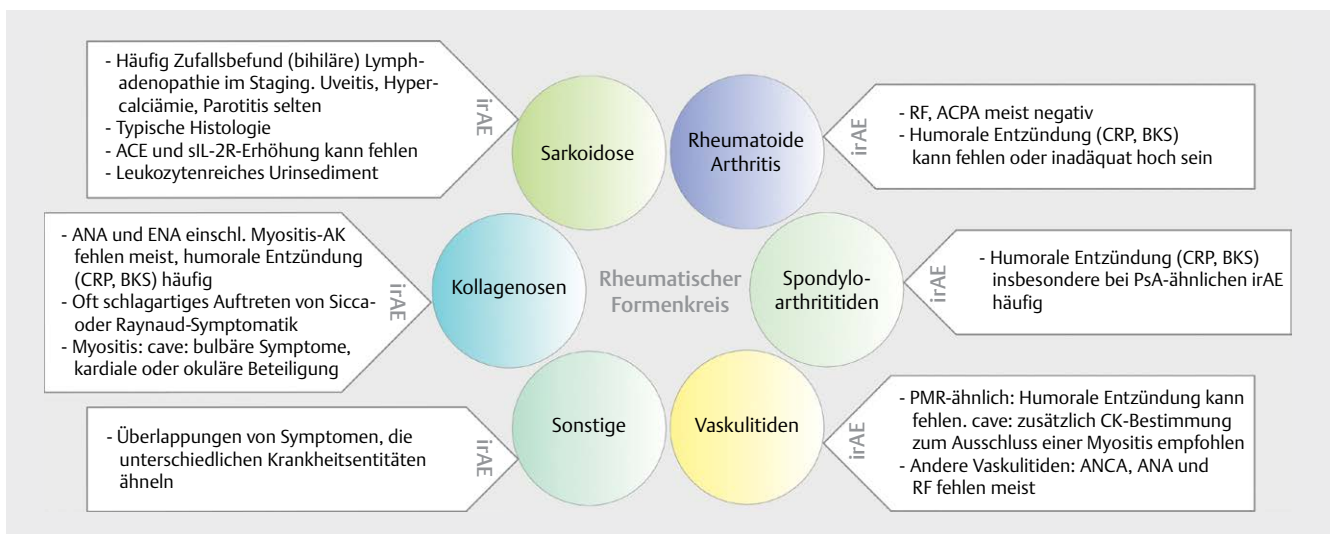 - Häufig Zufallsbefund (bihiläre) Lymph-
adenopathie im Staging. Uveitis, Hyper-
calciämie, Parotitis selten
- Typische Histologie
- ACE und sIL-2R-Erhöhung kann fehlen
- Leukozytenreiches Urinsediment
irAE
Sarkoidose
Rheumatoide
Arthritis
irAE
- RF, ACPA meist negativ
- Humorale Entzündung (CRP, BKS)
kann fehlen oder inadäquat hoch sein
- ANA und ENA einschl. Myositis-AK
fehlen meist, humorale Entzündung
(CRP, BKS) häufig
- Oft schlagartiges Auftreten von Sicca-
oder Raynaud-Symptomatik
- Myositis: cave: bulbäre Symptome,
kardiale oder okuläre Beteiligung
irAE
Kollagenosen
Rheumatischer
Formenkreis
Spondylo-
arthrititiden
irAE
- Humorale Entzündung (CRP, BKS)
insbesondere bei PsA-ähnlichen irAE
häufig
- Überlappungen von Symptomen, die
unterschiedlichen Krankheitsentitäten
ähneln
irAE
Sonstige
Vaskulitiden
irAE
- PMR-ähnlich: Humorale Entzündung kann
fehlen. cave: zusätzlich CK-Bestimmung
zum Ausschluss einer Myositis empfohlen
- Andere Vaskulitiden: ANCA, ANA und
RF fehlen meist